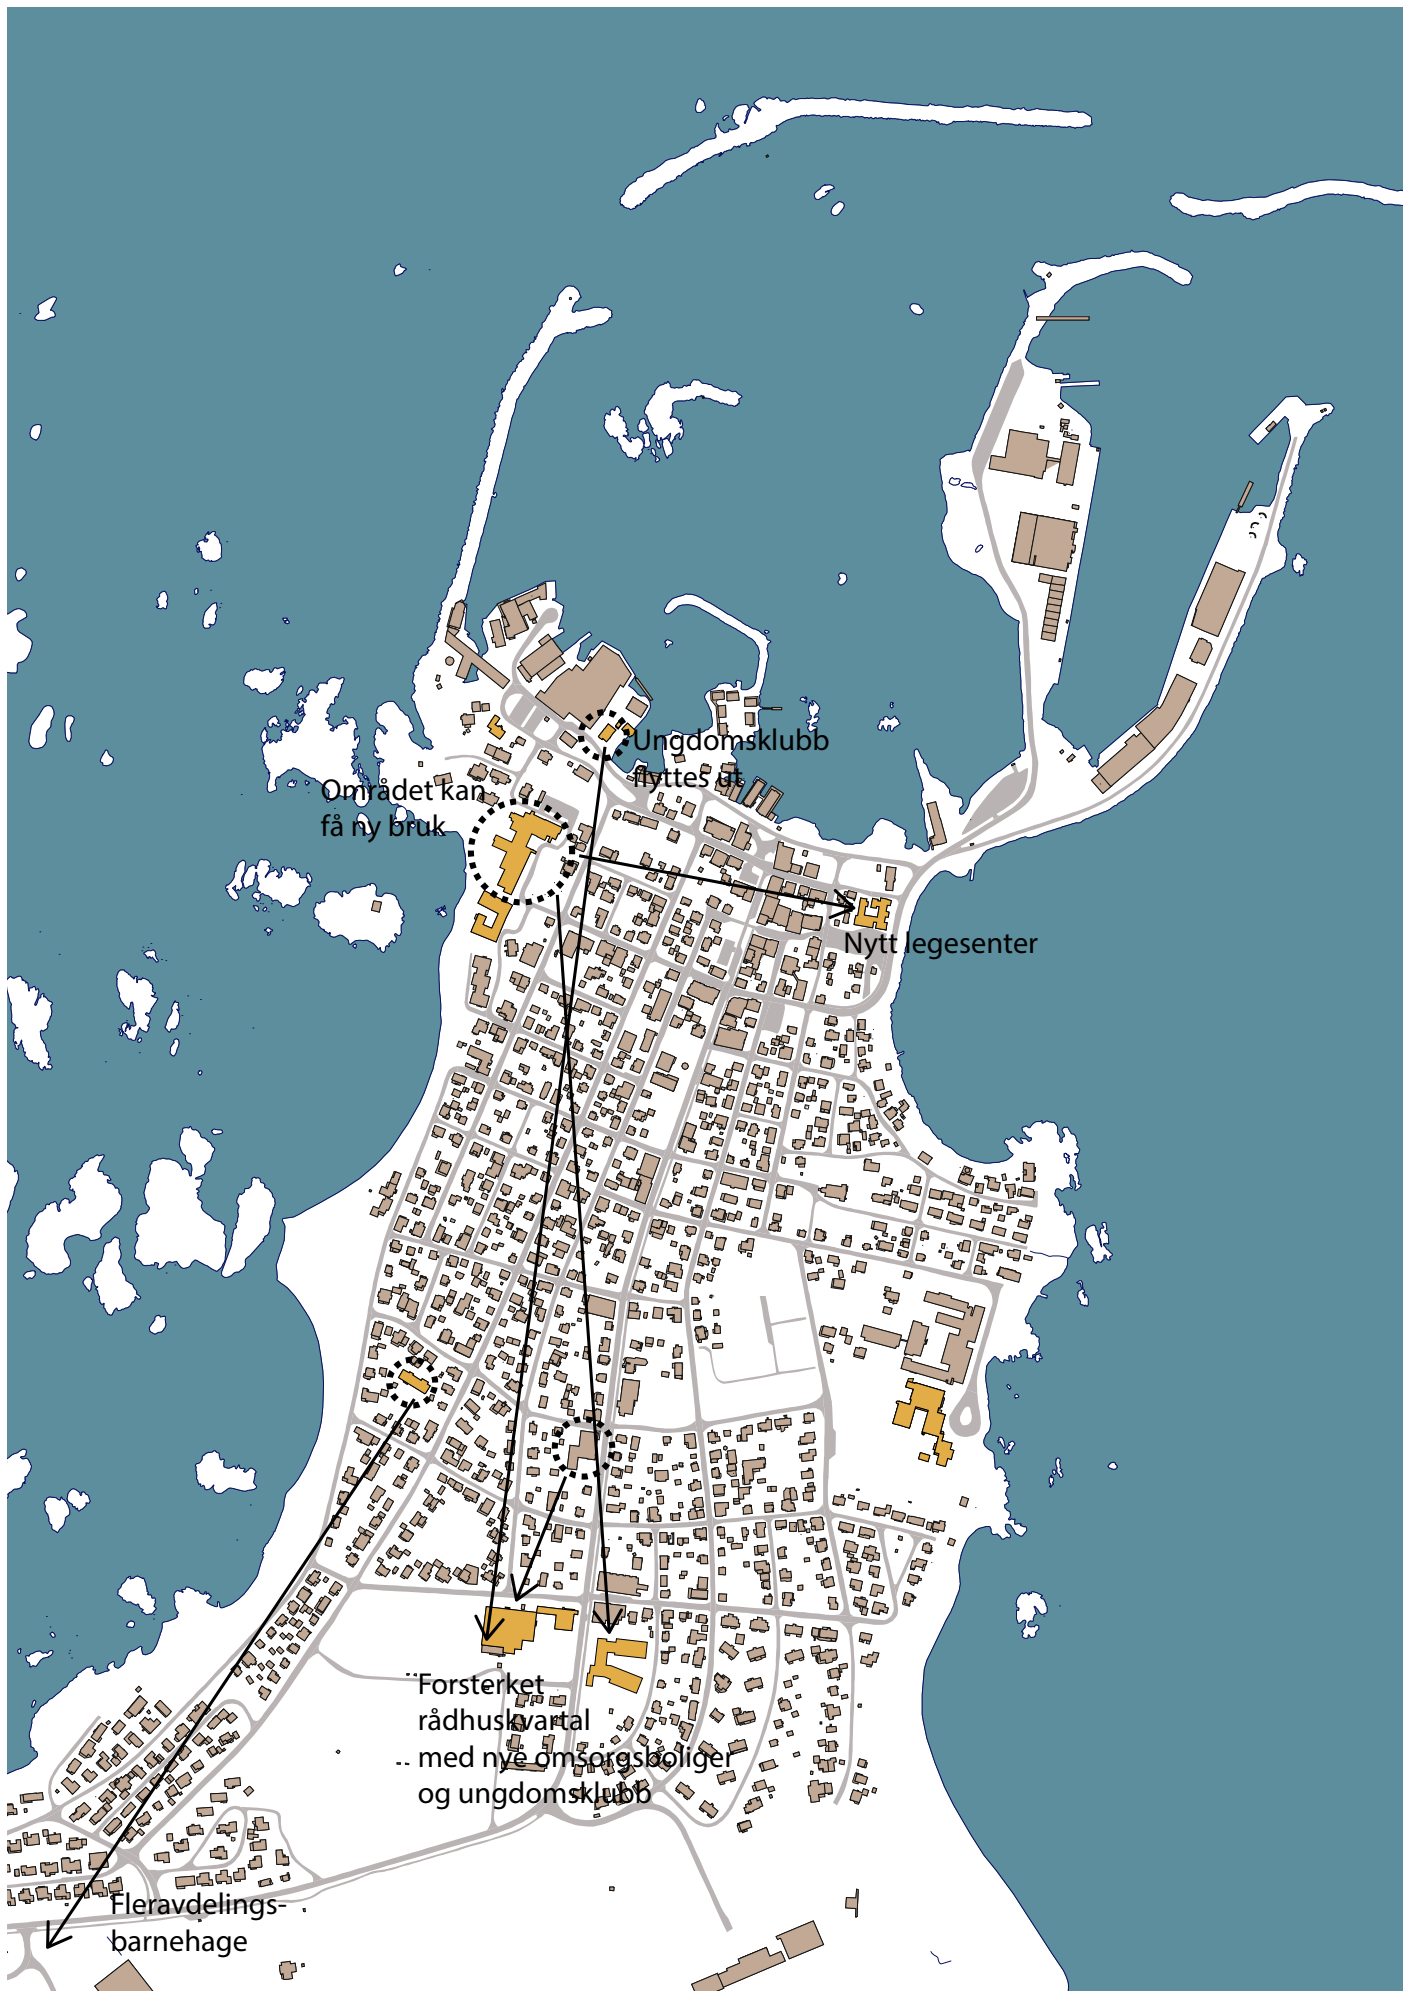 Ungdomsklubb
flyttes ut
Området kan
få ny bruk
Nytt legesenter
Forsterket
rådhuskvartal
med nye omsorgsboliger
og ungdomsklubb
Fleravdelings-
barnehage